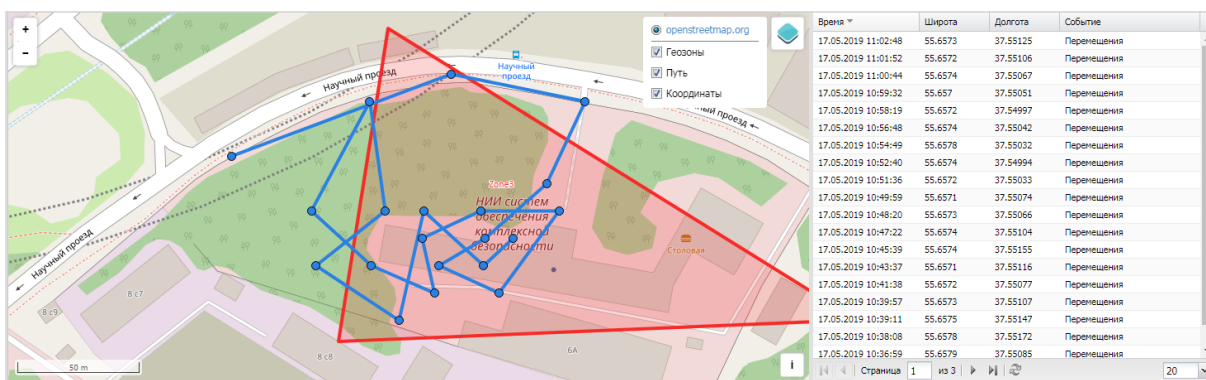 +
−
openstreetmap.org
Геозоны
Путь
Координаты
Научный
проезд
Научный проезд
Научный проезд
Научный проезд
Zone3
НИИ систем
обеспечения
комплексной
безопасности
Столовая
8 с7
8 с9
8 с8
6А
50 m
i
Время Широта Долгота Событие
17.05.2019 11:02:48 55.6573 37.55125 Перемещения
17.05.2019 11:01:52 55.6572 37.55106 Перемещения
17.05.2019 11:00:44 55.6574 37.55067 Перемещения
17.05.2019 10:59:32 55.657 37.55051 Перемещения
17.05.2019 10:58:19 55.6572 37.54997 Перемещения
17.05.2019 10:56:48 55.6574 37.55042 Перемещения
17.05.2019 10:54:49 55.6578 37.55032 Перемещения
17.05.2019 10:52:40 55.6574 37.54994 Перемещения
17.05.2019 10:51:36 55.6572 37.55033 Перемещения
17.05.2019 10:49:59 55.6571 37.55074 Перемещения
17.05.2019 10:48:20 55.6573 37.55066 Перемещения
17.05.2019 10:47:22 55.6574 37.55104 Перемещения
17.05.2019 10:45:39 55.6574 37.55155 Перемещения
17.05.2019 10:43:37 55.6571 37.55116 Перемещения
17.05.2019 10:41:38 55.6572 37.55077 Перемещения
17.05.2019 10:39:57 55.6573 37.55107 Перемещения
17.05.2019 10:39:11 55.6575 37.55147 Перемещения
17.05.2019 10:38:08 55.6578 37.55172 Перемещения
17.05.2019 10:36:59 55.6579 37.55085 Перемещения
Страница 1 из 3 20